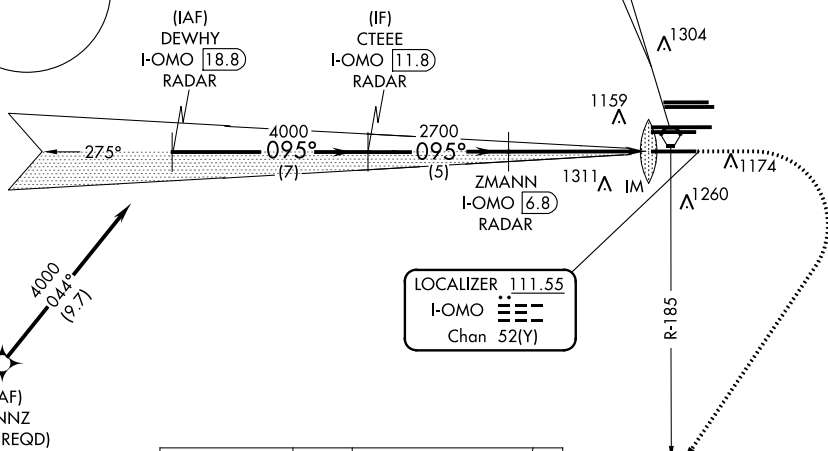 (IAF)
DEWHY
I-OMO 18.8
RADAR
(IF)
CTEEE
I-OMO 11.8
RADAR
1304
1159
4000
2700
275°
095°
095°
(7)
(5)
ZMANN
I-OMO 6.8
RADAR
1311
IM
1174
1260
4000
044°
(9.7)
LOCALIZER 111.55
I-OMO
Chan 52(Y)
R-185
AF)
NNZ
REQD)